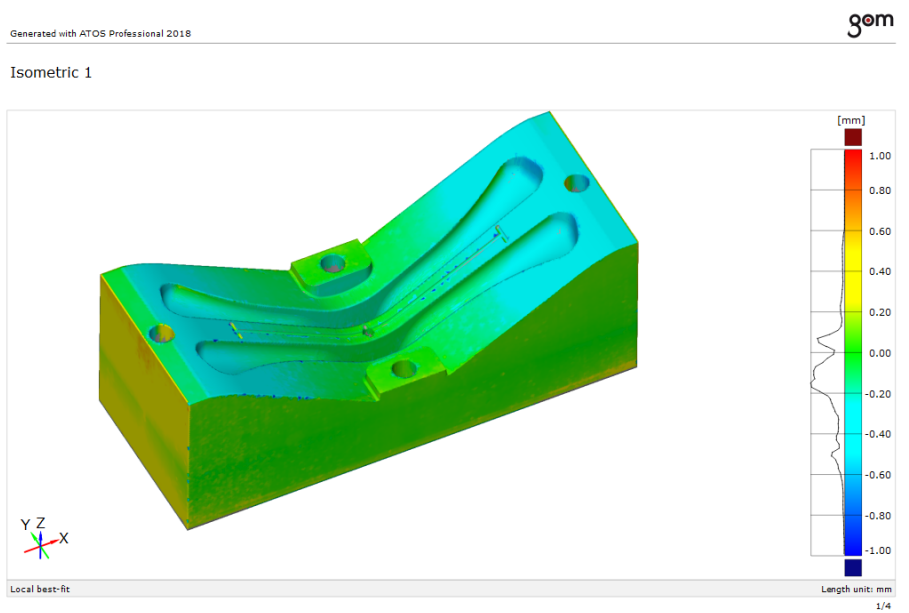 gom
Generated with ATOS Professional 2018
Isometric 1
[mm]
1.00
0.80
0.60
0.40
0.20
0.00
-0.20
-0.40
-0.60
-0.80
-1.00
Y Z
X
Local best-fit Length unit: mm
1/4